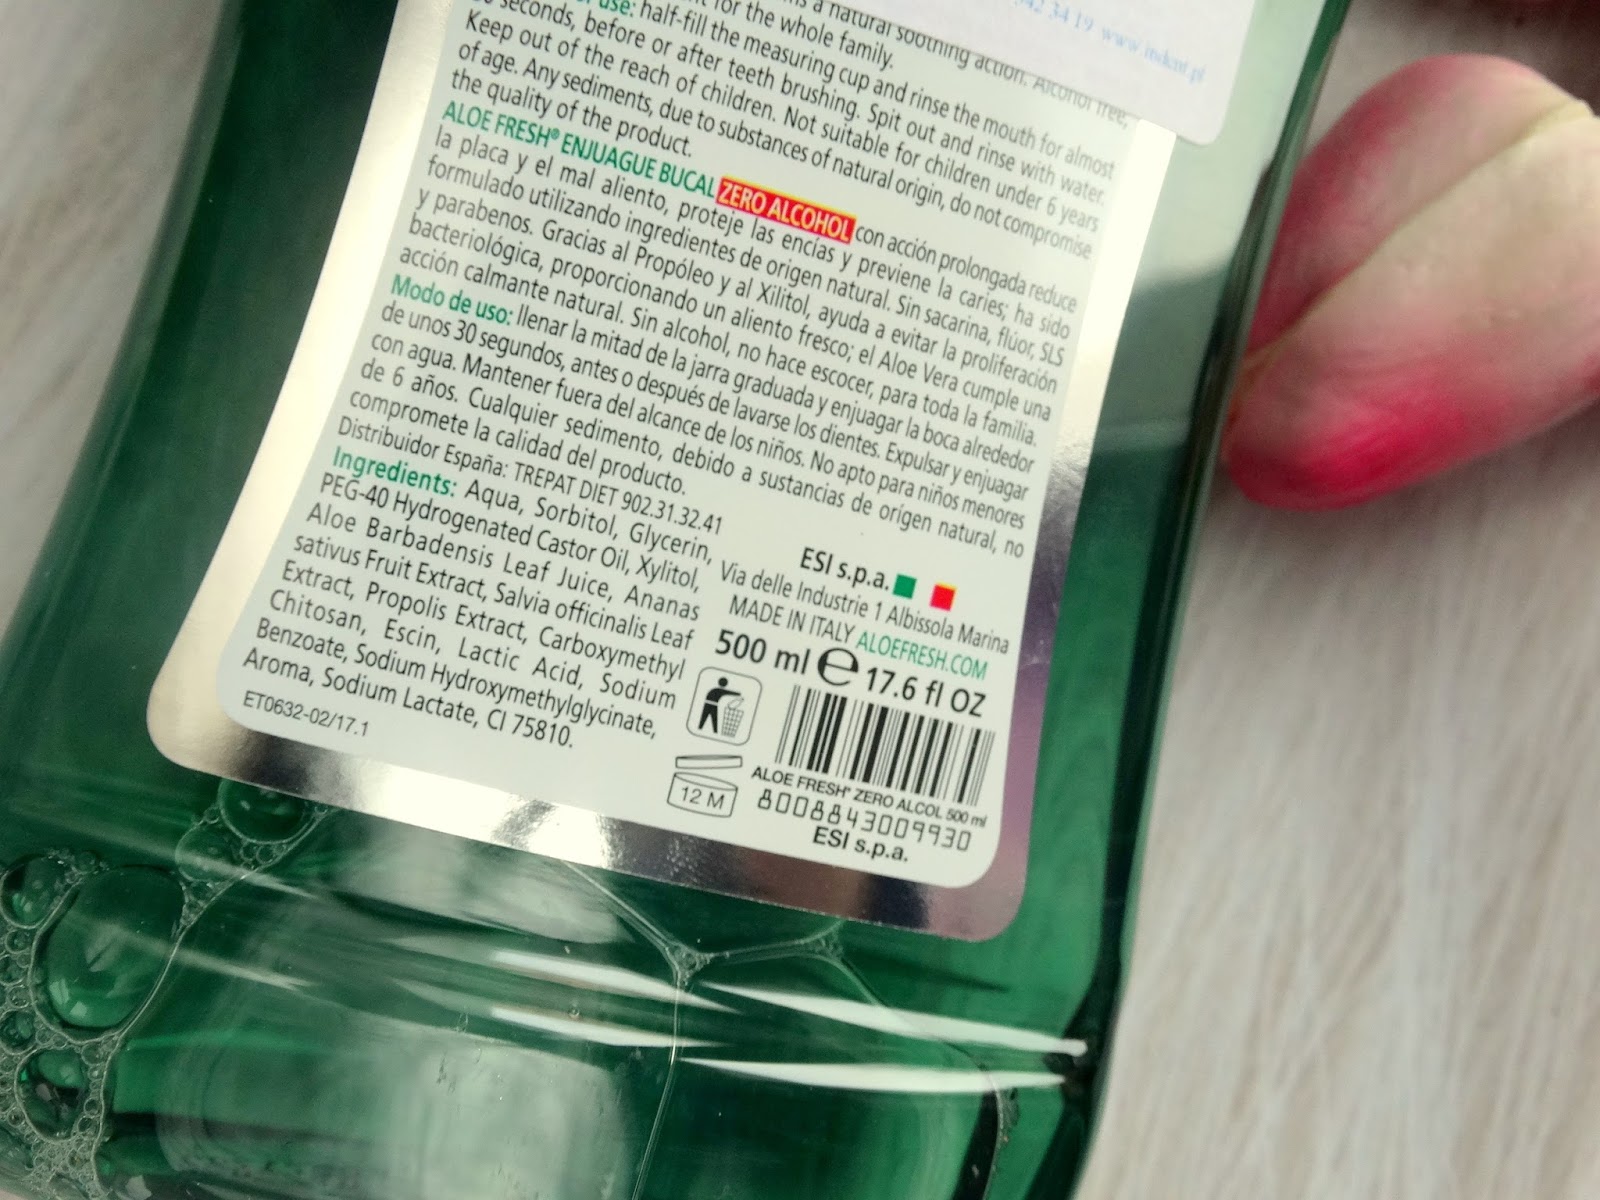 342 34 19 www.indent.pl
a natural soothing action. Alcohol free,
for the whole family.
use: half-fill the measuring cup and rinse the mouth for almost
seconds, before or after teeth brushing. Spit out and rinse with water.
Keep out of the reach of children. Not suitable for children under 6 years
of age. Any sediments, due to substances of natural origin, do not compromise
the quality of the product.
ALOE FRESH® ENJUAGUE BUCAL ZERO ALCOHOL con acción prolongada reduce
la placa y el mal aliento, proteje las encías y previene la caries; ha sido
formulado utilizando ingredientes de origen natural. Sin sacarina, flúor, SLS
y parabenos. Gracias al Propóleo y al Xilitol, ayuda a evitar la proliferación
bacteriológica, proporcionando un aliento fresco; el Aloe Vera cumple una
acción calmante natural. Sin alcohol, no hace escocer, para toda la familia.
Modo de uso: llenar la mitad de la jarra graduada y enjuagar la boca alrededor
de unos 30 segundos, antes o después de lavarse los dientes. Expulsar y enjuagar
con agua. Mantener fuera del alcance de los niños. No apto para niños menores
de 6 años. Cualquier sedimento, debido a sustancias de orígen natural, no
compromete la calidad del producto.
Distribuidor España: TREPAT DIET 902.31.32.41
Ingredients: Aqua, Sorbitol, Glycerin,
PEG-40 Hydrogenated Castor Oil, Xylitol,
Aloe Barbadensis Leaf Juice, Ananas
sativus Fruit Extract, Salvia officinalis Leaf
Extract, Propolis Extract, Carboxymethyl
Chitosan, Escin, Lactic Acid, Sodium
Benzoate, Sodium Hydroxymethylglycinate,
Aroma, Sodium Lactate, CI 75810.
ET0632-02/17.1
ESI s.p.a.
Via delle Industrie 1 Albissola Marina
MADE IN ITALY ALOEFRESH.COM
500 ml e 17.6 fl OZ
12 M
ALOE FRESH® ZERO ALCOL 500 ml
8008843009930
ESI s.p.a.